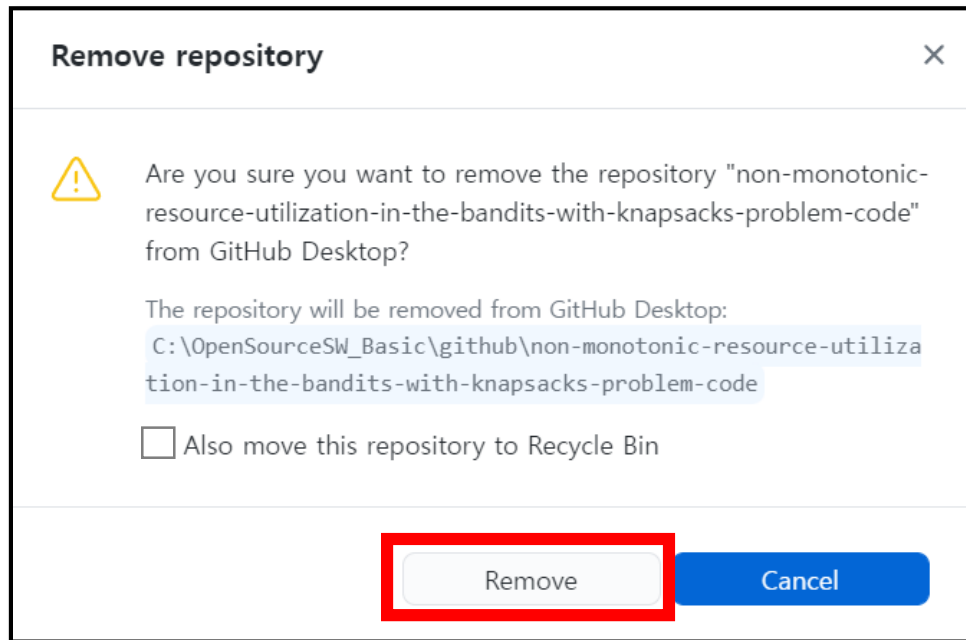 Remove repository
Are you sure you want to remove the repository "non-monotonic-
resource-utilization-in-the-bandits-with-knapsacks-problem-code"
from GitHub Desktop?
The repository will be removed from GitHub Desktop:
C:\OpenSourceSW_Basic\github\non-monotonic-resource-utiliza
tion-in-the-bandits-with-knapsacks-problem-code
Also move this repository to Recycle Bin
Remove Cancel